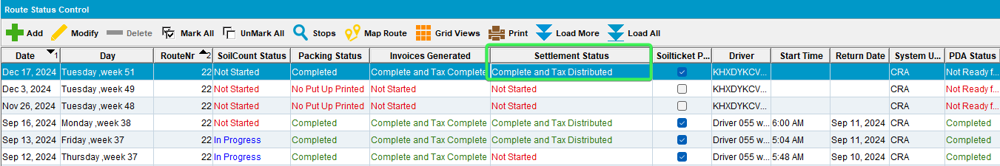 Route Status Control
Add Modify Delete Mark All UnMark All Stops Map Route Grid Views Print Load More Load All
Date 1 Day RouteNr 2 SoilCount Status Packing Status Invoices Generated Settlement Status Soilticket P... Driver Start Time Return Date System U... PDA Status
Dec 17, 2024 Tuesday ,week 51 22 Not Started Completed Complete and Tax Complete Complete and Tax Distributed KHXDYKCV... CRA Not Ready f...
Dec 3, 2024 Tuesday ,week 49 22 Not Started No Put Up Printed Not Started Not Started KHXDYKCV... CRA Not Ready f...
Nov 26, 2024 Tuesday ,week 48 22 Not Started No Put Up Printed Not Started Not Started KHXDYKCV... CRA Not Ready f...
Sep 16, 2024 Monday ,week 38 22 Not Started Completed Complete and Tax Complete Complete and Tax Distributed Driver 055 w... 6:00 AM Sep 11, 2024 CRA Completed
Sep 13, 2024 Friday ,week 37 22 In Progress Completed Complete and Tax Complete Complete and Tax Distributed Driver 055 w... 5:04 AM Sep 11, 2024 CRA Completed
Sep 12, 2024 Thursday ,week 37 22 In Progress Completed Complete and Tax Complete Not Started Driver 055 w... 5:48 AM Sep 10, 2024 CRA Completed